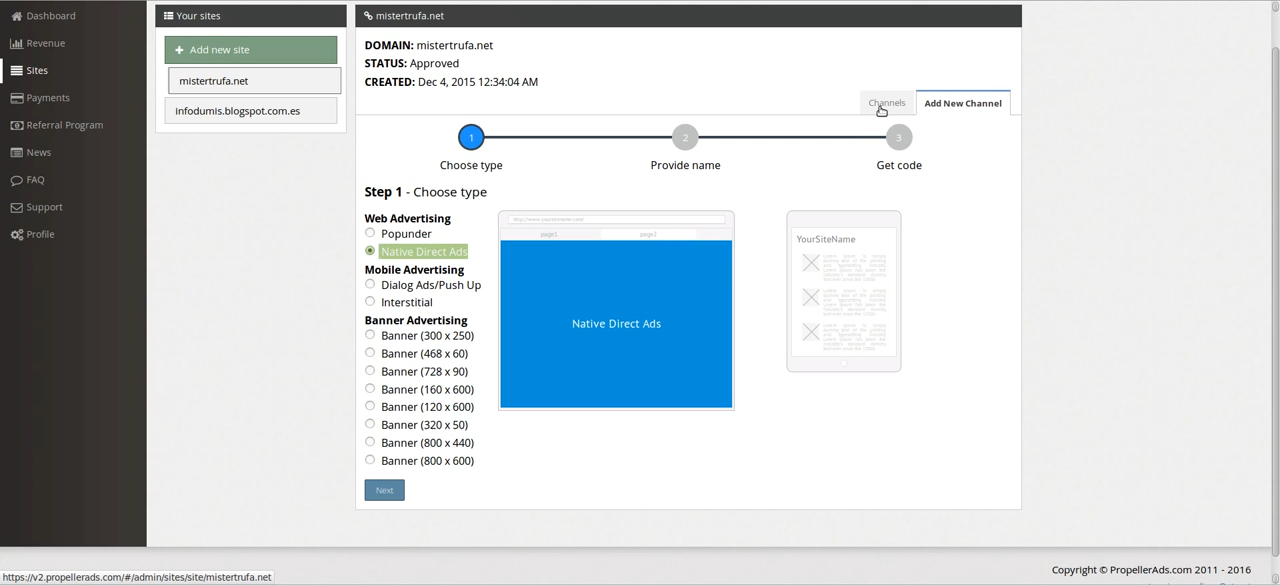 Dashboard
Revenue
Sites
Payments
Referral Program
News
FAQ
Support
Profile
Your sites
Add new site
mistertrufa.net
infodumis.blogspot.com.es
mistertrufa.net
DOMAIN: mistertrufa.net
STATUS: Approved
CREATED: Dec 4, 2015 12:34:04 AM
Channels
Add New Channel
1
2
3
Choose type
Provide name
Get code
Step 1 - Choose type
Web Advertising
Popunder
Native Direct Ads
Mobile Advertising
Dialog Ads/Push Up
Interstitial
Banner Advertising
Banner (300 x 250)
Banner (468 x 60)
Banner (728 x 90)
Banner (160 x 600)
Banner (120 x 600)
Banner (320 x 50)
Banner (800 x 440)
Banner (800 x 600)
Next
page1
page2
Native Direct Ads
YourSiteName
https://v2.propellerads.com/#/admin/sites/site/mistertrufa.net
Copyright © PropellerAds.com 2011 - 2016